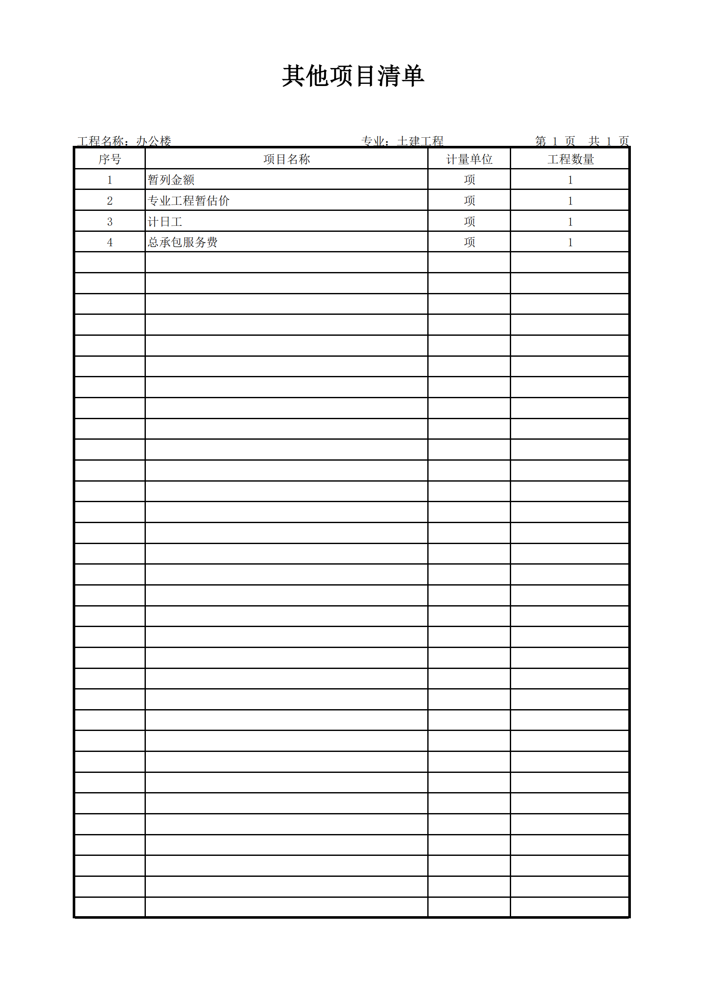 其他项目清单
工程名称：办公楼 专业：土建工程 第 1 页 共 1 页
序号 项目名称 计量单位 工程数量
1 暂列金额 项 1
2 专业工程暂估价 项 1
3 计日工 项 1
4 总承包服务费 项 1